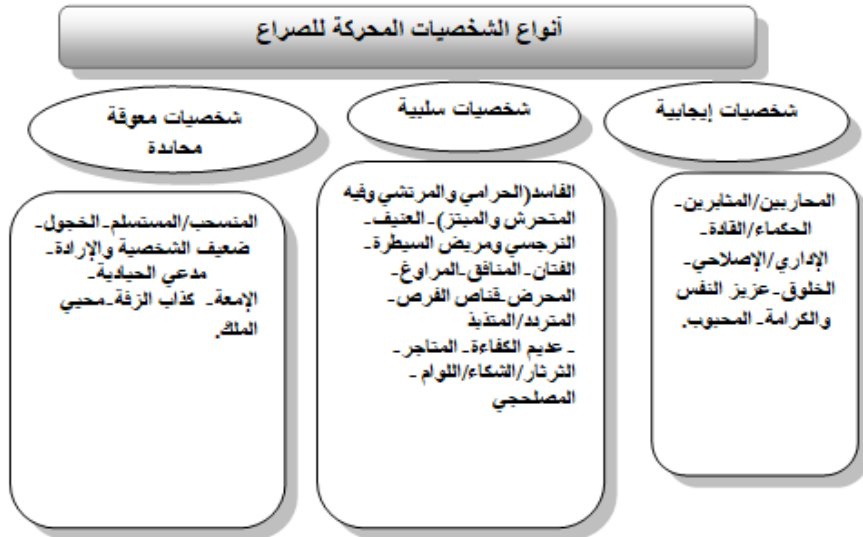 أنواع الشخصيات المحركة للصراع
شخصيات إيجابية
المحاربين/المثابرين-
الحكماء/القادة-
الإداري/الإصلاحي-
الخلوق-عزيز النفس
والكرامة- المحبوب.
شخصيات سلبية
الفاسد(الحرامي والمرتشي وفيه
المتحرش والمبتز)- العنيف-
النرجسي ومريض السيطرة-
الفتان- المنافق-المراوغ-
المحرض-قناص الفرص-
المتردد/المتذبذ
- عديم الكفاءة- المتاجر-
الثرثار/الشكاء/اللوام -
المصلحجي
شخصيات معوقة
محايدة
المنسحب/المستسلم- الخجول-
ضعيف الشخصية والإرادة-
مدعي الحيادية-
الإمعة- كذاب الزفة-محيي
الملك.